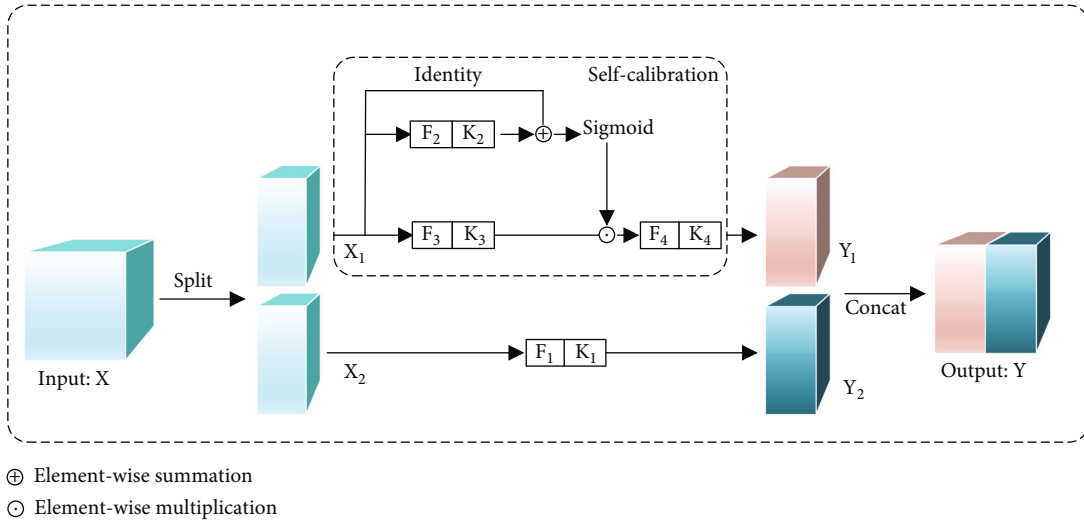 Identity
Self-calibration
F₂ K₂
⊕
Sigmoid
F₃ K₃
⊙
F₄ K₄
X₁
Y₁
Split
Concat
F₁ K₁
X₂
Y₂
Input: X
Output: Y
⊕ Element-wise summation
⊙ Element-wise multiplication